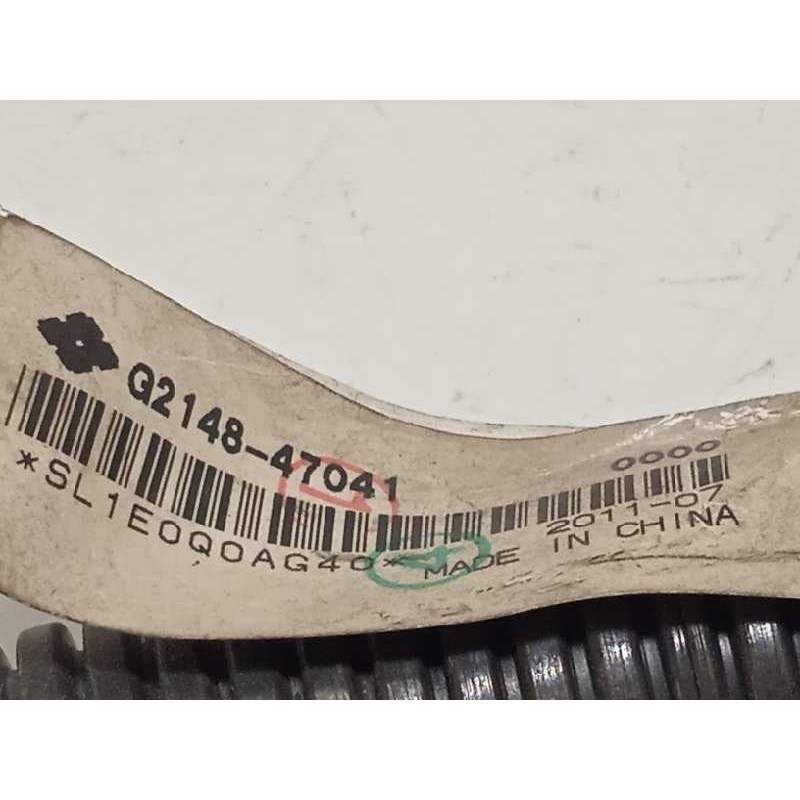 G2148-47041
0000
*SL1E0Q0AG40*
2011-07
MADE IN CHINA